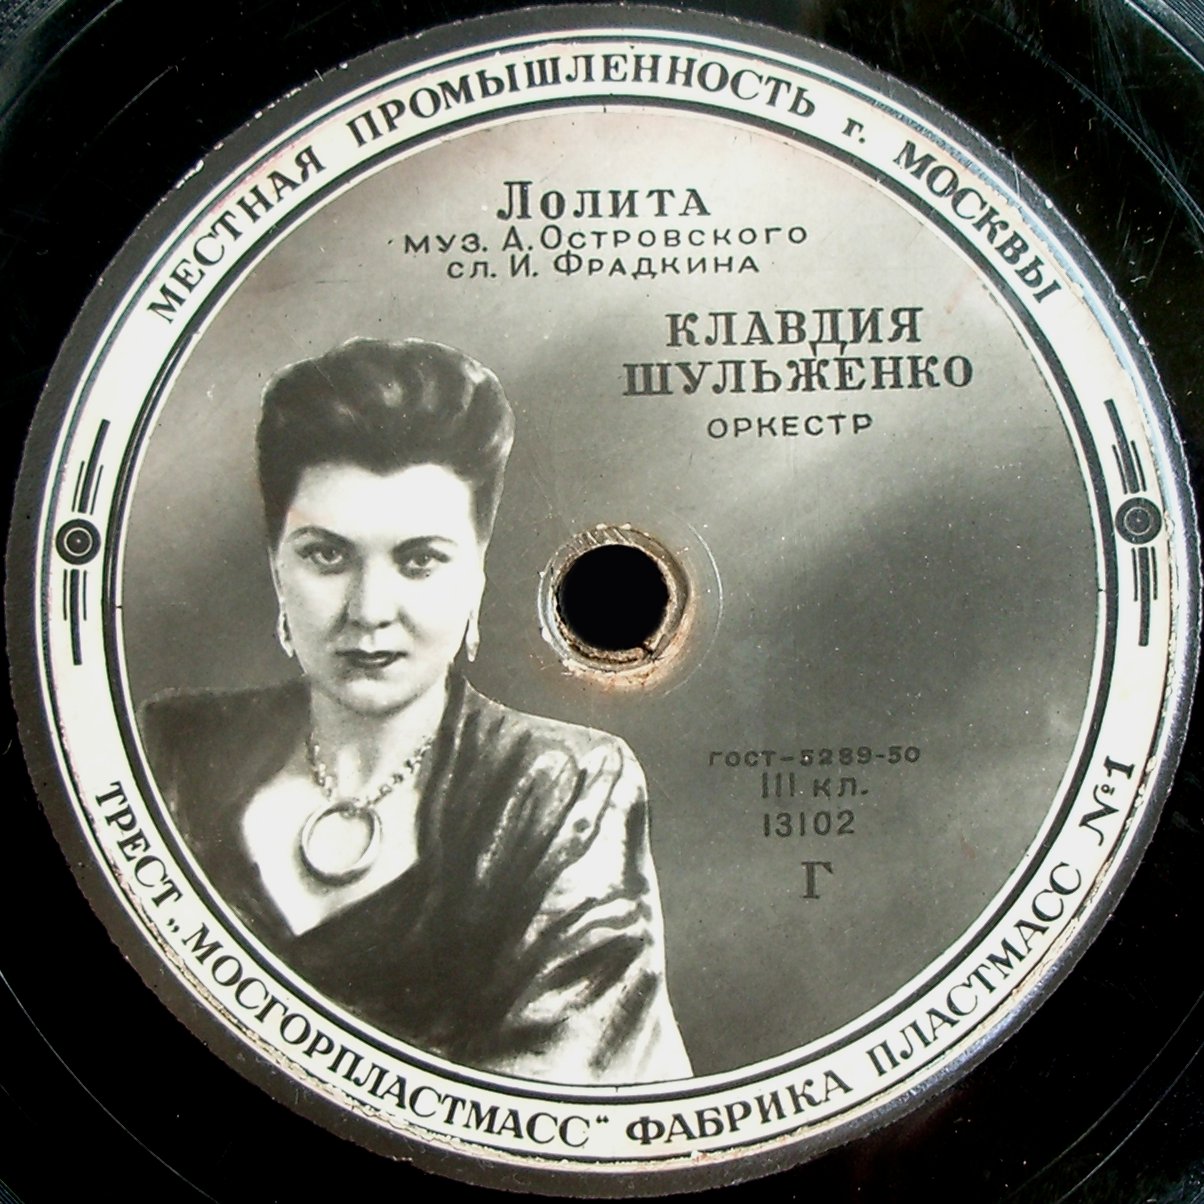 МЕСТНАЯ ПРОМЫШЛЕННОСТЬ г. МОСКВЫ
Лолита
муз. А. Островского
сл. И. Фрадкина
КЛАВДИЯ
ШУЛЬЖЕНКО
ОРКЕСТР
ГОСТ-5289-50
III кл.
13102
Г
ТРЕСТ „МОСГОРПЛАСТМАСС“ ФАБРИКА ПЛАСТМАСС №1